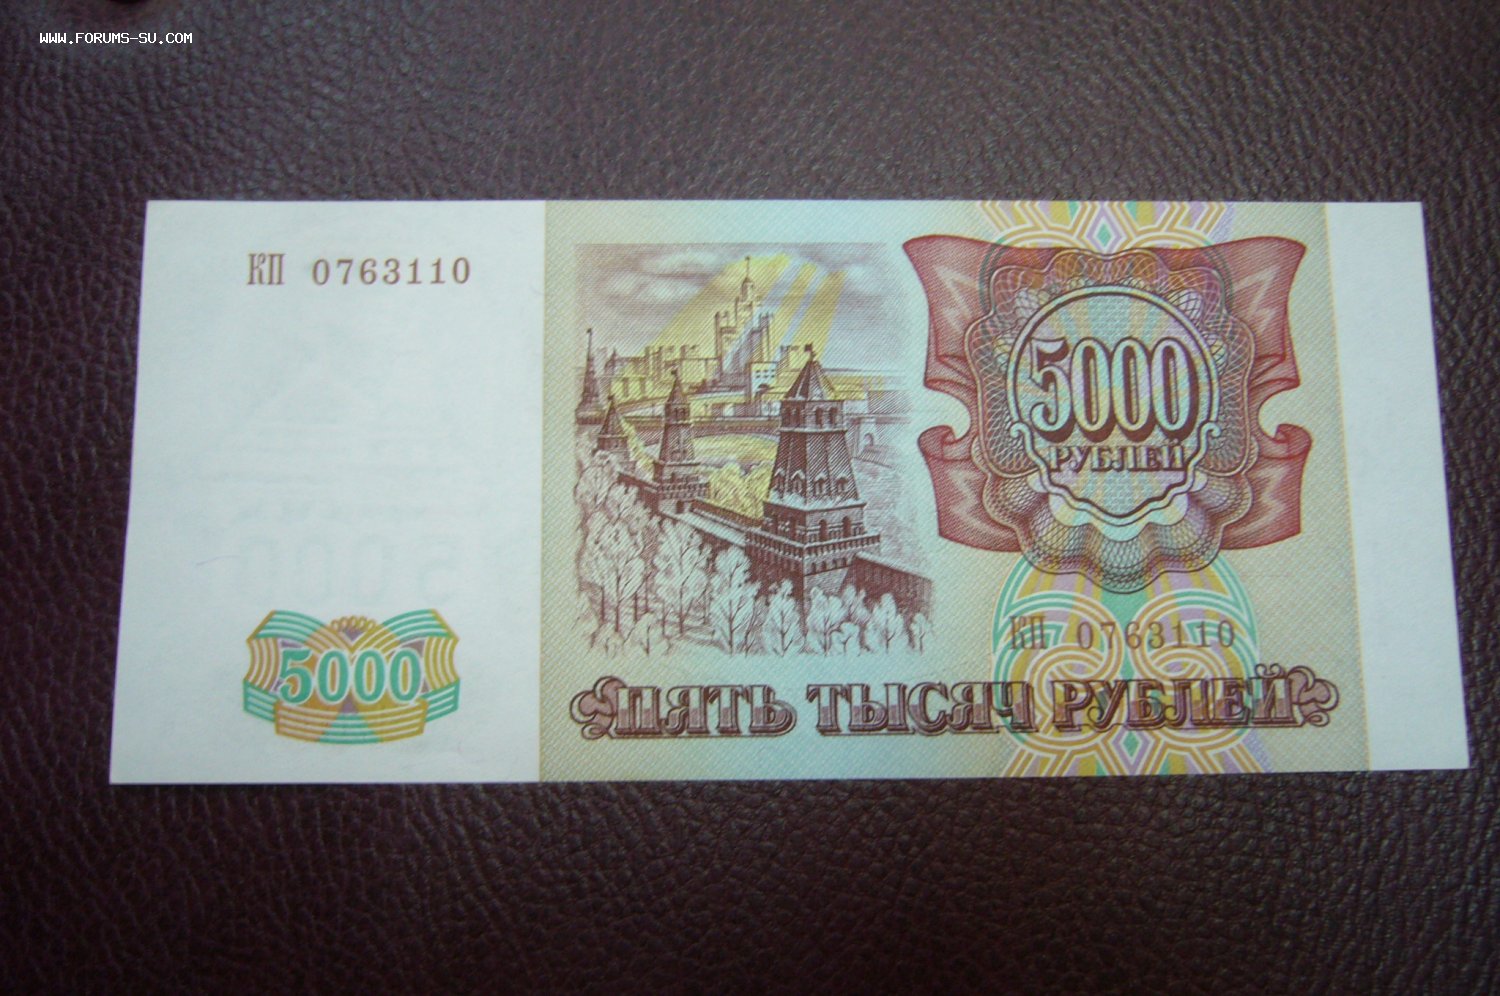 WWW.FORUMS-SU.COM
КП 0763110
5000
РУБЛЕЙ
КП 0763110
5000
ПЯТЬ ТЫСЯЧ РУБЛЕЙ